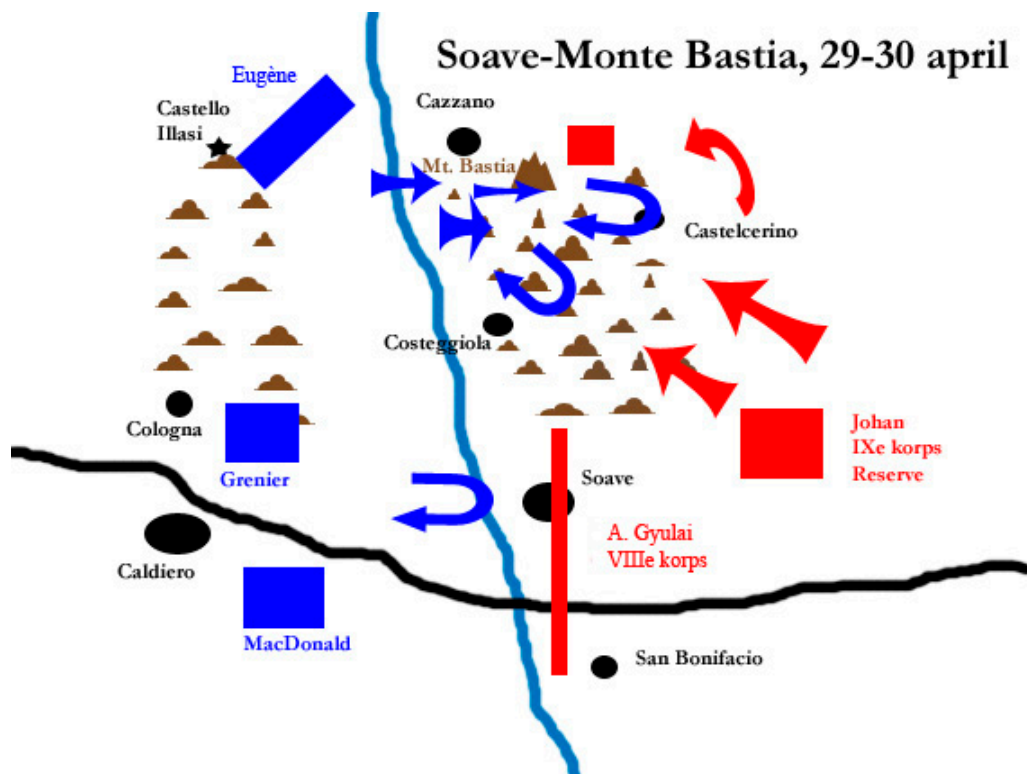 Soave-Monte Bastia, 29-30 april
Eugène
Castello
Illasi
Cazzano
Mt. Bastia
Castelcerino
Costeggiola
Cologna
Grenier
Johan
IXe korps
Reserve
Soave
A. Gyulai
VIIIe korps
Caldiero
MacDonald
San Bonifacio